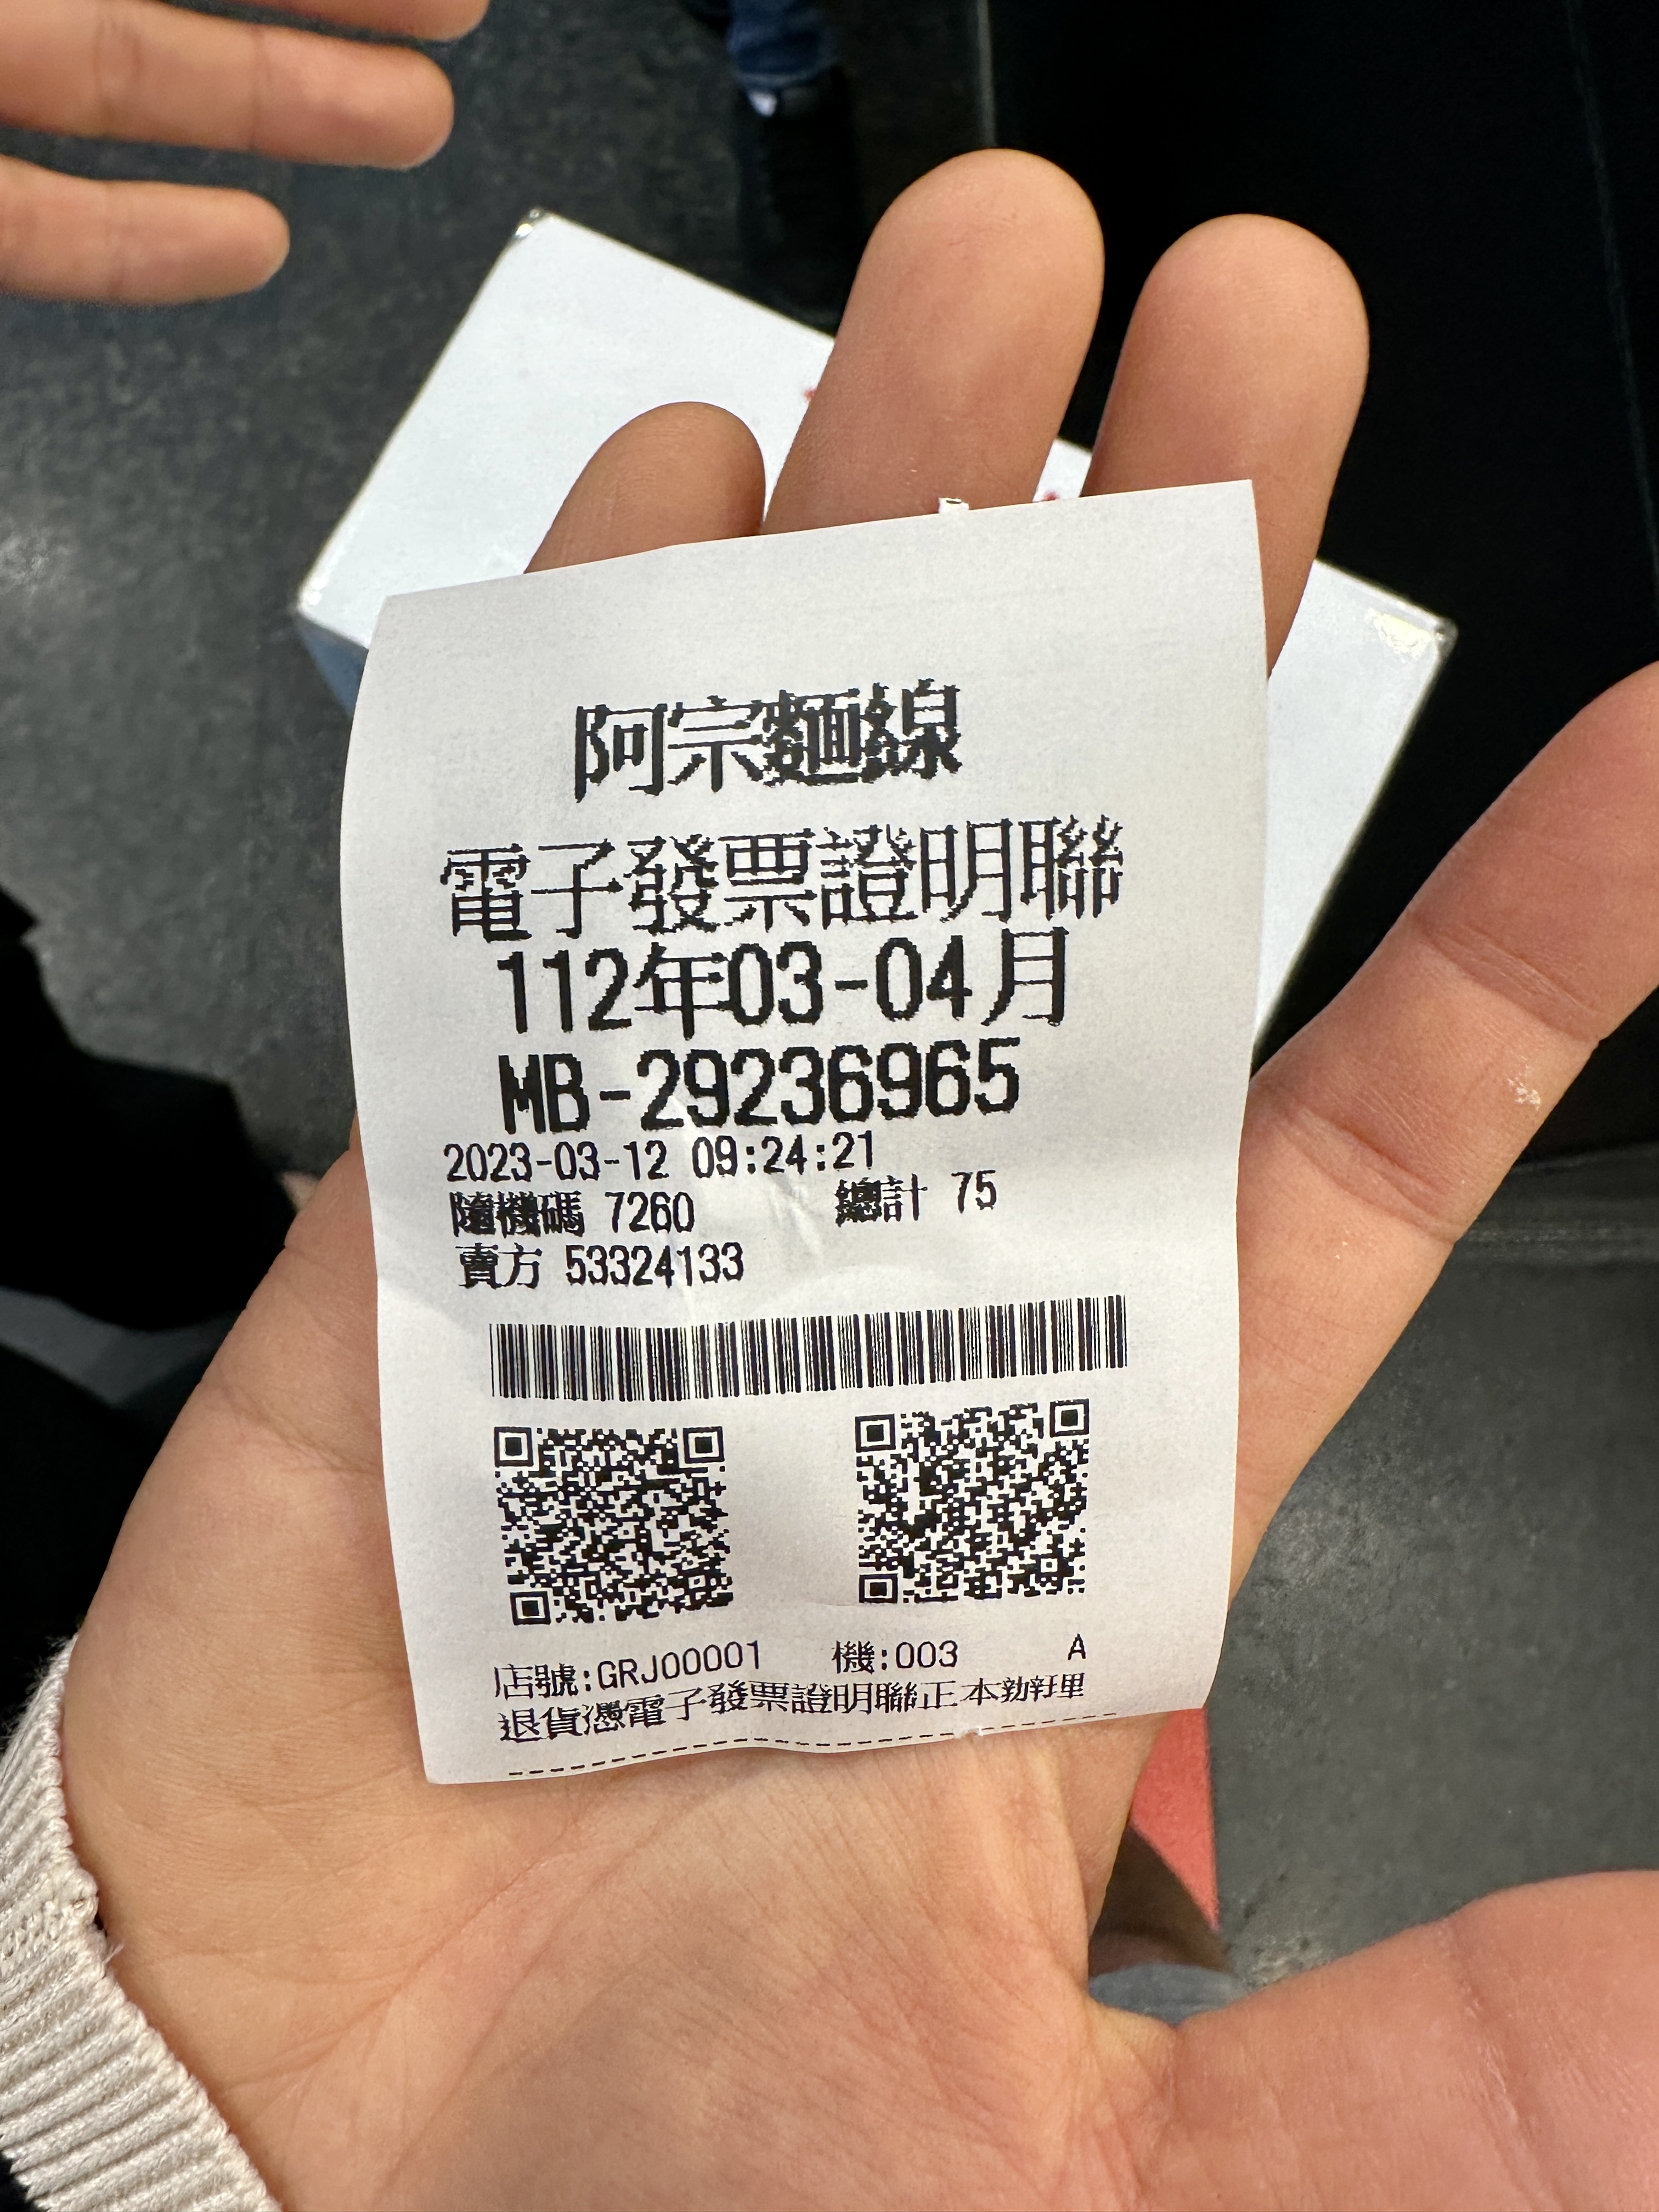 阿宗麵線
電子發票證明聯
112年03-04月
MB-29236965
2023-03-12 09:24:21
隨機碼 7260 總計 75
賣方 53324133
店號:GRJ00001 機:003 A
退貨憑電子發票證明聯正本辦理